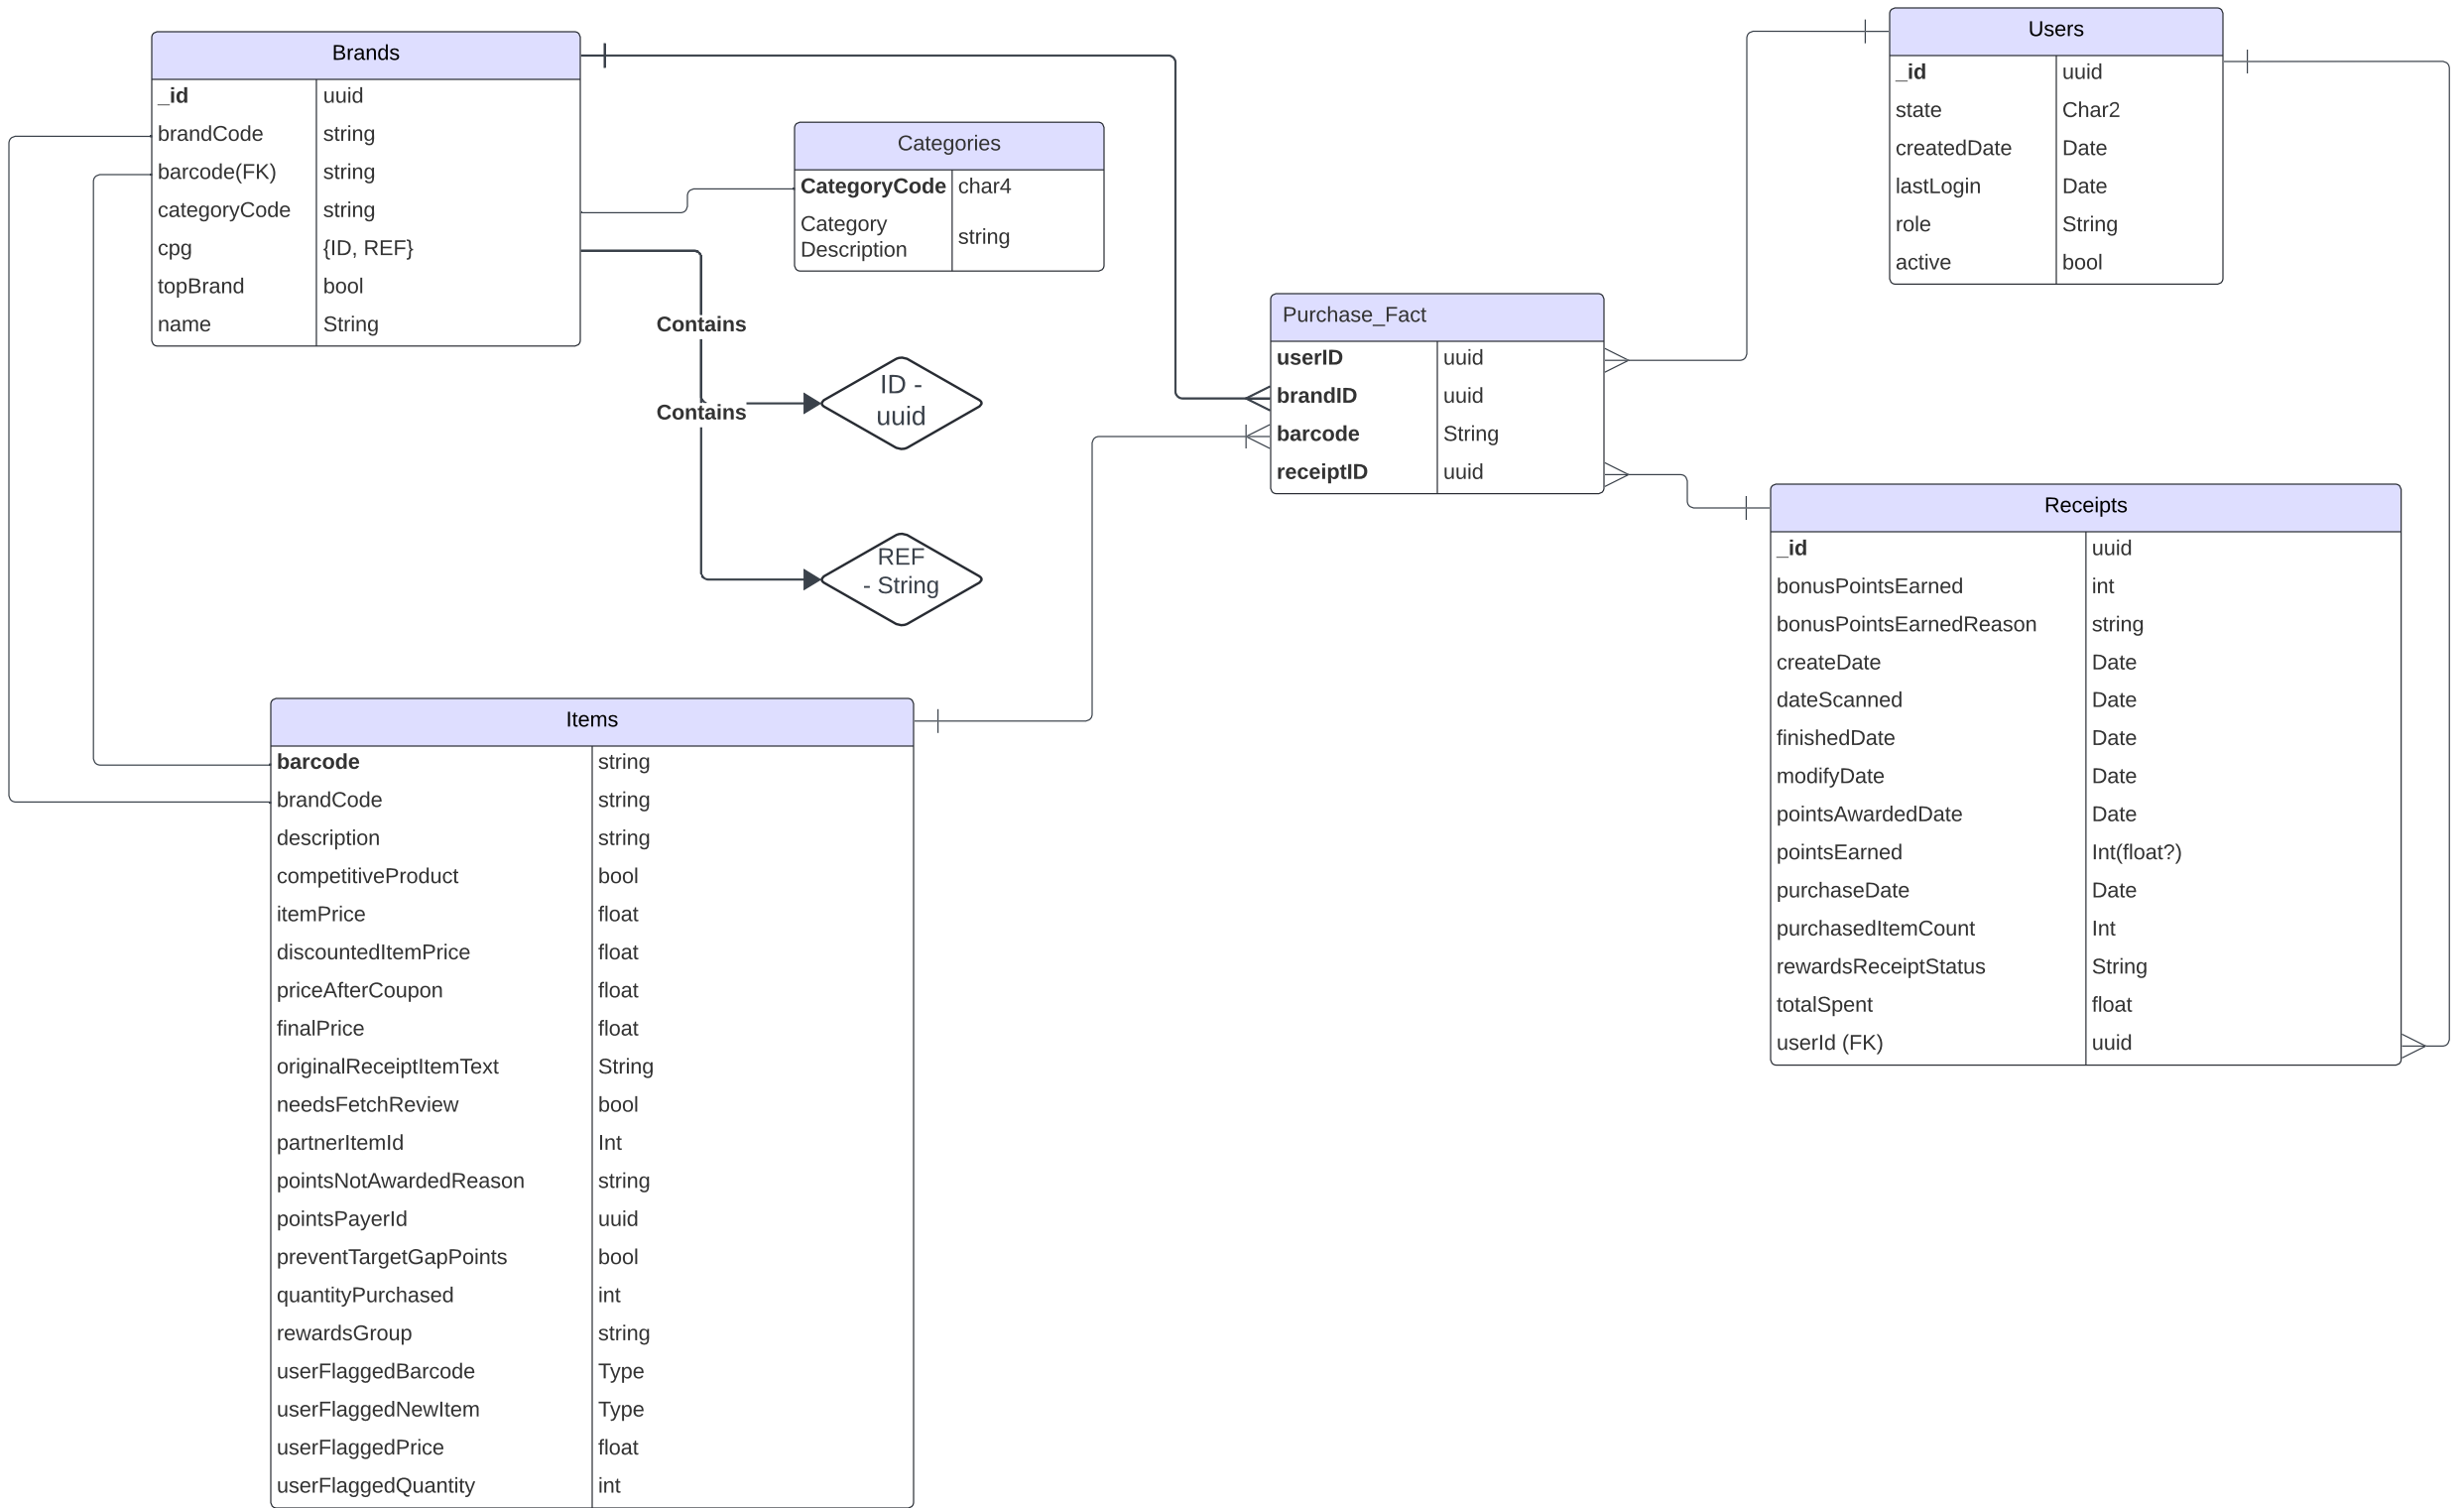 Brands
_id uuid
brandCode string
barcode(FK) string
categoryCode string
cpg {ID, REF}
topBrand bool
name String
Categories
CategoryCode char4
Category
Description
string
Contains
Contains
ID -
uuid
REF
- String
Purchase_Fact
userID uuid
brandID uuid
barcode String
receiptID uuid
Users
_id uuid
state Char2
createdDate Date
lastLogin Date
role String
active bool
Receipts
_id uuid
bonusPointsEarned int
bonusPointsEarnedReason string
createDate Date
dateScanned Date
finishedDate Date
modifyDate Date
pointsAwardedDate Date
pointsEarned Int(float?)
purchaseDate Date
purchasedItemCount Int
rewardsReceiptStatus String
totalSpent float
userId (FK) uuid
Items
barcode string
brandCode string
description string
competitiveProduct bool
itemPrice float
discountedItemPrice float
priceAfterCoupon float
finalPrice float
originalReceiptItemText String
needsFetchReview bool
partnerItemId Int
pointsNotAwardedReason string
pointsPayerId uuid
preventTargetGapPoints bool
quantityPurchased int
rewardsGroup string
userFlaggedBarcode Type
userFlaggedNewItem Type
userFlaggedPrice float
userFlaggedQuantity int